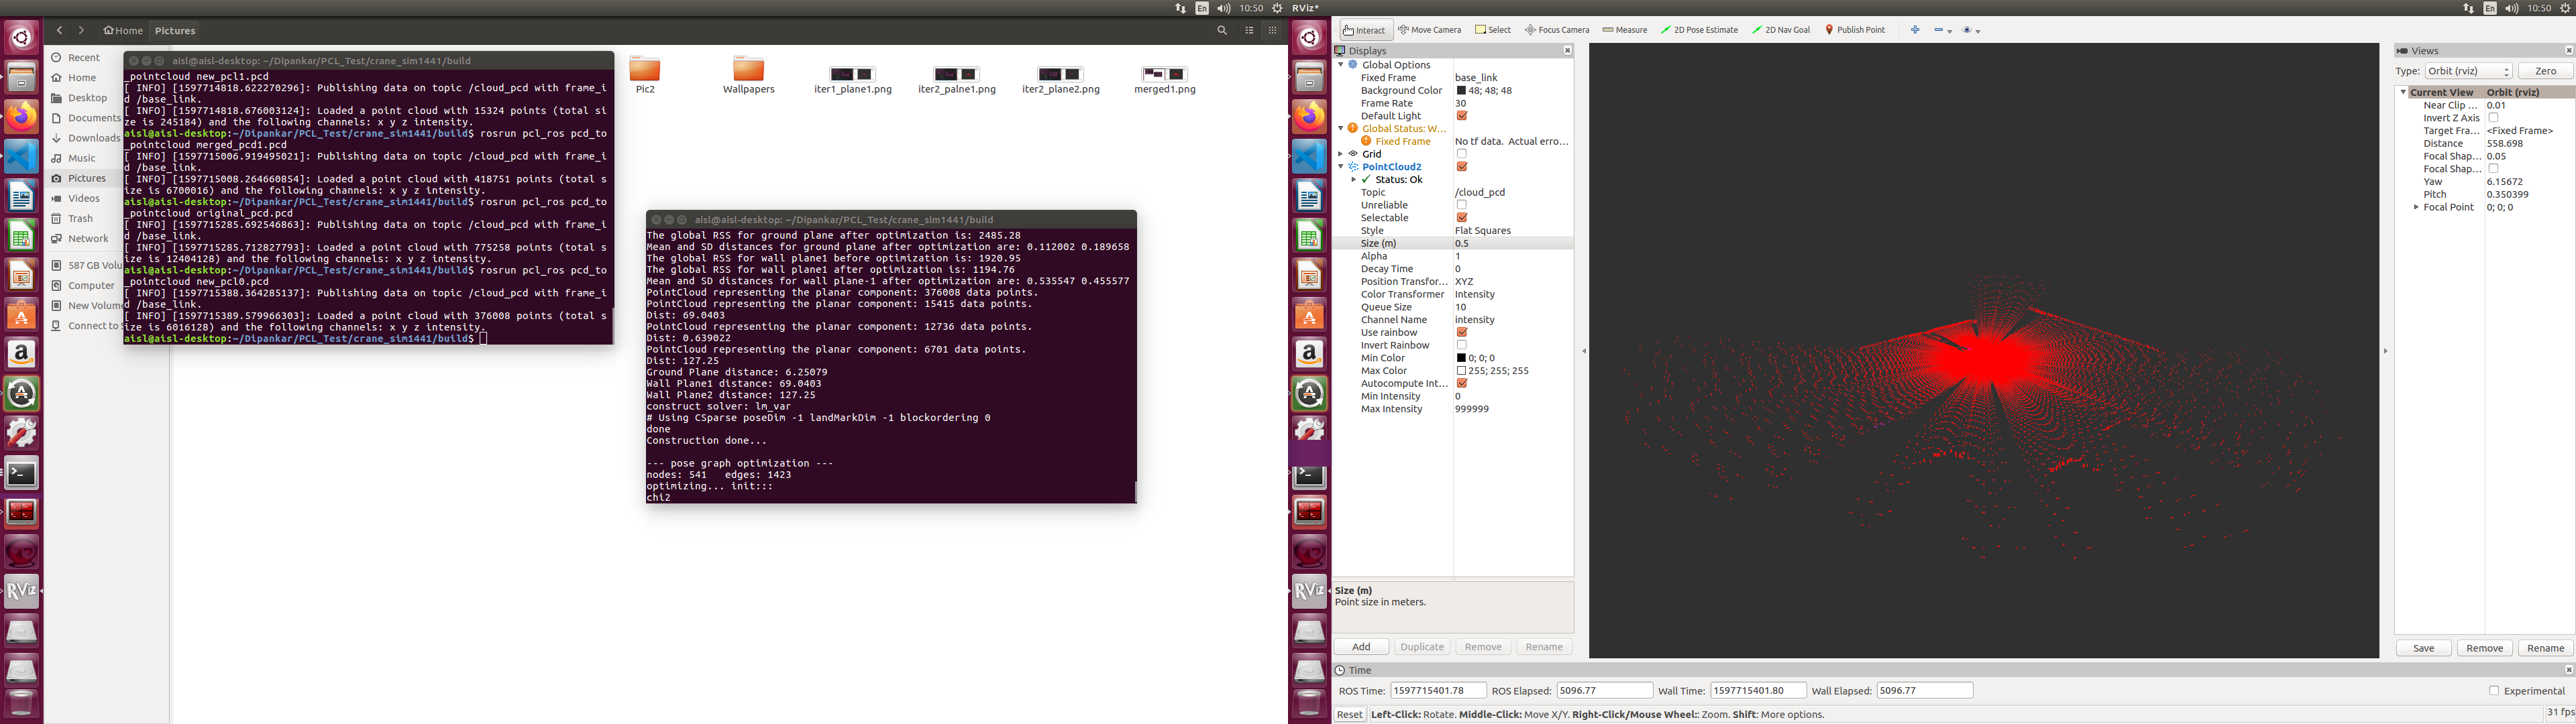 En
10:50
RViz*
En
10:50
Home
Pictures
Recent
Home
Desktop
Documents
Downloads
Music
Pictures
Videos
Trash
Network
587 GB Volu
Computer
New Volume
Connect to S
aisl@aisl-desktop: ~/Dipankar/PCL_Test/crane_sim1441/build
_pointcloud new_pcl1.pcd
[ INFO] [1597714818.622270296]: Publishing data on topic /cloud_pcd with frame_i
d /base_link.
[ INFO] [1597714818.676003124]: Loaded a point cloud with 15324 points (total s
ize is 245184) and the following channels: x y z intensity.
aisl@aisl-desktop:~/Dipankar/PCL_Test/crane_sim1441/build$ rosrun pcl_ros pcd_to
_pointcloud merged_pcd1.pcd
[ INFO] [1597715006.919495021]: Publishing data on topic /cloud_pcd with frame_i
d /base_link.
[ INFO] [1597715008.264660854]: Loaded a point cloud with 418751 points (total s
ize is 6700016) and the following channels: x y z intensity.
aisl@aisl-desktop:~/Dipankar/PCL_Test/crane_sim1441/build$ rosrun pcl_ros pcd_to
_pointcloud original_pcd.pcd
[ INFO] [1597715285.692546863]: Publishing data on topic /cloud_pcd with frame_i
d /base_link.
[ INFO] [1597715285.712827793]: Loaded a point cloud with 775258 points (total s
ize is 12404128) and the following channels: x y z intensity.
aisl@aisl-desktop:~/Dipankar/PCL_Test/crane_sim1441/build$ rosrun pcl_ros pcd_to
_pointcloud new_pcl0.pcd
[ INFO] [1597715388.364285137]: Publishing data on topic /cloud_pcd with frame_i
d /base_link.
[ INFO] [1597715389.579966303]: Loaded a point cloud with 376008 points (total s
ize is 6016128) and the following channels: x y z intensity.
aisl@aisl-desktop:~/Dipankar/PCL_Test/crane_sim1441/build$
Pic2
Wallpapers
iter1_plane1.png
iter2_palne1.png
iter2_plane2.png
merged1.png
aisl@aisl-desktop: ~/Dipankar/PCL_Test/crane_sim1441/build
The global RSS for ground plane after optimization is: 2485.28
Mean and SD distances for ground plane after optimization are: 0.112002 0.189658
The global RSS for wall plane1 before optimization is: 1920.95
The global RSS for wall plane1 after optimization is: 1194.76
Mean and SD distances for wall plane-1 after optimization are: 0.535547 0.455577
PointCloud representing the planar component: 376008 data points.
PointCloud representing the planar component: 15415 data points.
Dist: 69.0403
PointCloud representing the planar component: 12736 data points.
Dist: 0.639022
PointCloud representing the planar component: 6701 data points.
Dist: 127.25
Ground Plane distance: 6.25079
Wall Plane1 distance: 69.0403
Wall Plane2 distance: 127.25
construct solver: lm_var
# Using CSparse poseDim -1 landMarkDim -1 blockordering 0
done
Construction done...
--- pose graph optimization ---
nodes: 541   edges: 1423
optimizing... init:::
chi2
Interact
Move Camera
Select
Focus Camera
Measure
2D Pose Estimate
2D Nav Goal
Publish Point
Displays
Global Options
Fixed Frame base_link
Background Color 48; 48; 48
Frame Rate 30
Default Light
Global Status: W...
Fixed Frame No tf data. Actual erro...
Grid
PointCloud2
Status: Ok
Topic /cloud_pcd
Unreliable
Selectable
Style Flat Squares
Size (m) 0.5
Alpha 1
Decay Time 0
Position Transfor... XYZ
Color Transformer Intensity
Queue Size 10
Channel Name intensity
Use rainbow
Invert Rainbow
Min Color 0; 0; 0
Max Color 255; 255; 255
Autocompute Int...
Min Intensity 0
Max Intensity 999999
Size (m)
Point size in meters.
Add
Duplicate
Remove
Rename
Views
Type: Orbit (rviz)
Zero
Current View Orbit (rviz)
Near Clip ... 0.01
Invert Z Axis
Target Fra... <Fixed Frame>
Distance 558.698
Focal Shap... 0.05
Focal Shap...
Yaw 6.15672
Pitch 0.350399
Focal Point 0; 0; 0
Save
Remove
Rename
Time
ROS Time: 1597715401.78
ROS Elapsed: 5096.77
Wall Time: 1597715401.80
Wall Elapsed: 5096.77
Experimental
Reset
Left-Click: Rotate. Middle-Click: Move X/Y. Right-Click/Mouse Wheel:: Zoom. Shift: More options.
31 fps